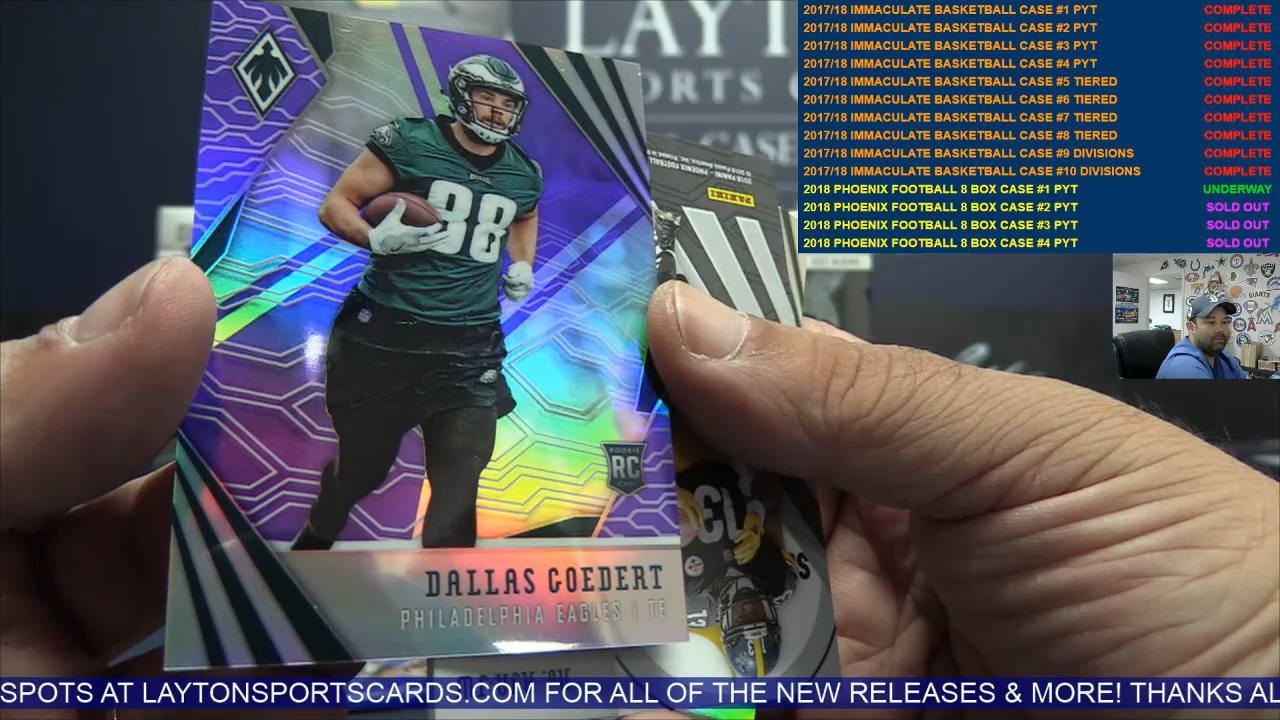 LAYT
ORTS C
CASE
2017/18 IMMACULATE BASKETBALL CASE #1 PYT COMPLETE
2017/18 IMMACULATE BASKETBALL CASE #2 PYT COMPLETE
2017/18 IMMACULATE BASKETBALL CASE #3 PYT COMPLETE
2017/18 IMMACULATE BASKETBALL CASE #4 PYT COMPLETE
2017/18 IMMACULATE BASKETBALL CASE #5 TIERED COMPLETE
2017/18 IMMACULATE BASKETBALL CASE #6 TIERED COMPLETE
2017/18 IMMACULATE BASKETBALL CASE #7 TIERED COMPLETE
2017/18 IMMACULATE BASKETBALL CASE #8 TIERED COMPLETE
2017/18 IMMACULATE BASKETBALL CASE #9 DIVISIONS COMPLETE
2017/18 IMMACULATE BASKETBALL CASE #10 DIVISIONS COMPLETE
2018 PHOENIX FOOTBALL 8 BOX CASE #1 PYT UNDERWAY
2018 PHOENIX FOOTBALL 8 BOX CASE #2 PYT SOLD OUT
2018 PHOENIX FOOTBALL 8 BOX CASE #3 PYT SOLD OUT
2018 PHOENIX FOOTBALL 8 BOX CASE #4 PYT SOLD OUT
PANINI
GIANTS
88
ROOKIE
RC
CARD
DALLAS GOEDERT
PHILADELPHIA EAGLES | TE
SPOTS AT LAYTONSPORTSCARDS.COM FOR ALL OF THE NEW RELEASES & MORE! THANKS AL